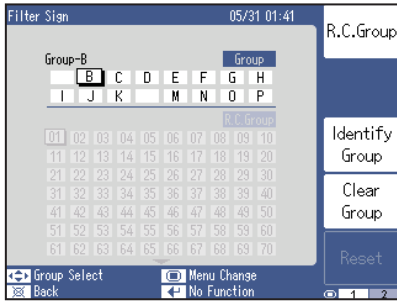 Filter Sign 05/31 01:41
R.C.Group
Group-B Group
B C D E F G H
I J K M N O P
R.C.Group
01 02 03 04 05 06 07 08 09 10
11 12 13 14 15 16 17 18 19 20
21 22 23 24 25 26 27 28 29 30
31 32 33 34 35 36 37 38 39 40
41 42 43 44 45 46 47 48 49 50
51 52 53 54 55 56 57 58 59 60
61 62 63 64 65 66 67 68 69 70
Identify
Group
Clear
Group
Reset
Group Select Menu Change
Back No Function
1 2